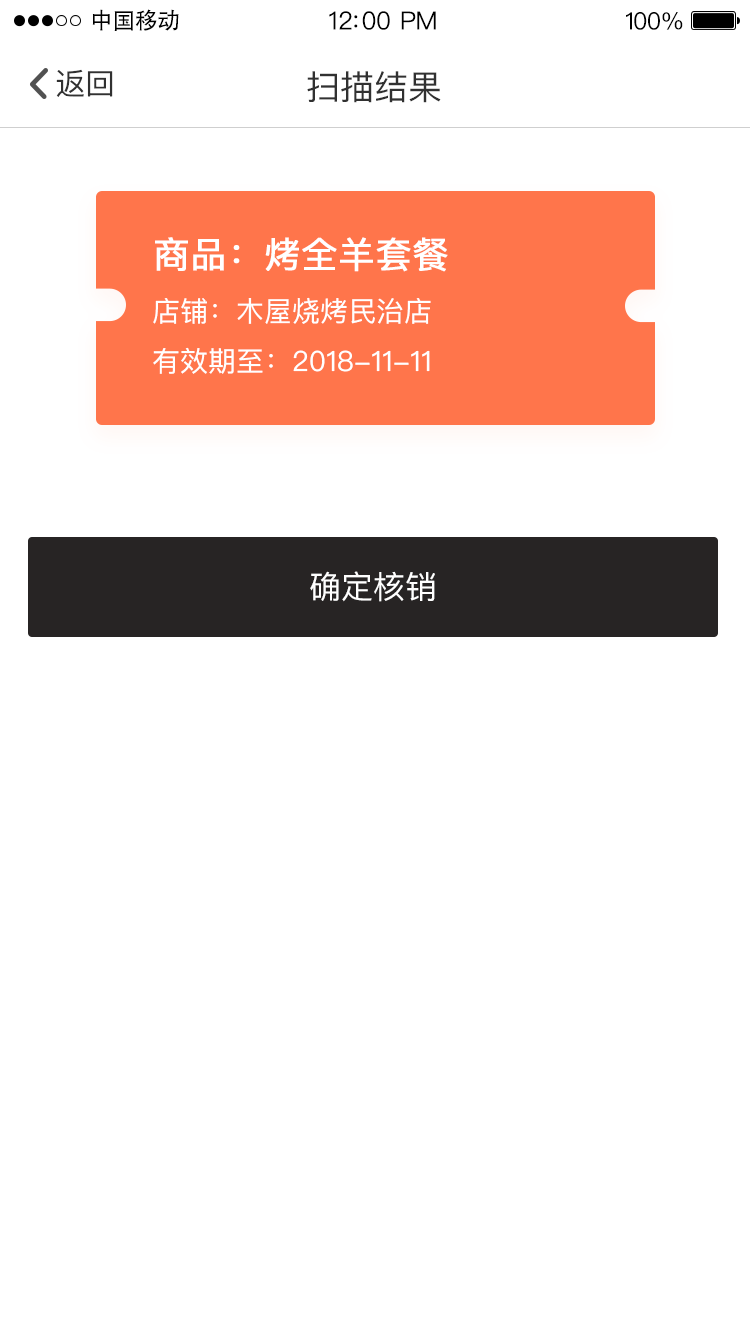 中国移动 12:00 PM 100%
返回 扫描结果
商品：烤全羊套餐
店铺：木屋烧烤民治店
有效期至：2018-11-11
确定核销